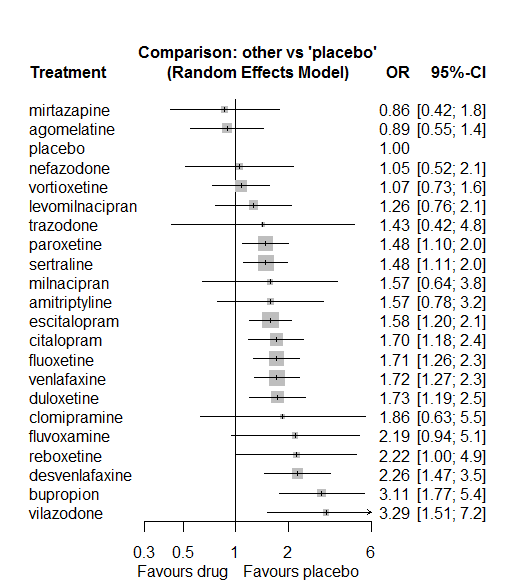 Comparison: other vs 'placebo'
Treatment (Random Effects Model) OR 95%-CI
mirtazapine 0.86 [0.42; 1.8]
agomelatine 0.89 [0.55; 1.4]
placebo 1.00
nefazodone 1.05 [0.52; 2.1]
vortioxetine 1.07 [0.73; 1.6]
levomilnacipran 1.26 [0.76; 2.1]
trazodone 1.43 [0.42; 4.8]
paroxetine 1.48 [1.10; 2.0]
sertraline 1.48 [1.11; 2.0]
milnacipran 1.57 [0.64; 3.8]
amitriptyline 1.57 [0.78; 3.2]
escitalopram 1.58 [1.20; 2.1]
citalopram 1.70 [1.18; 2.4]
fluoxetine 1.71 [1.26; 2.3]
venlafaxine 1.72 [1.27; 2.3]
duloxetine 1.73 [1.19; 2.5]
clomipramine 1.86 [0.63; 5.5]
fluvoxamine 2.19 [0.94; 5.1]
reboxetine 2.22 [1.00; 4.9]
desvenlafaxine 2.26 [1.47; 3.5]
bupropion 3.11 [1.77; 5.4]
vilazodone 3.29 [1.51; 7.2]
0.3 0.5 1 2 6
Favours drug Favours placebo